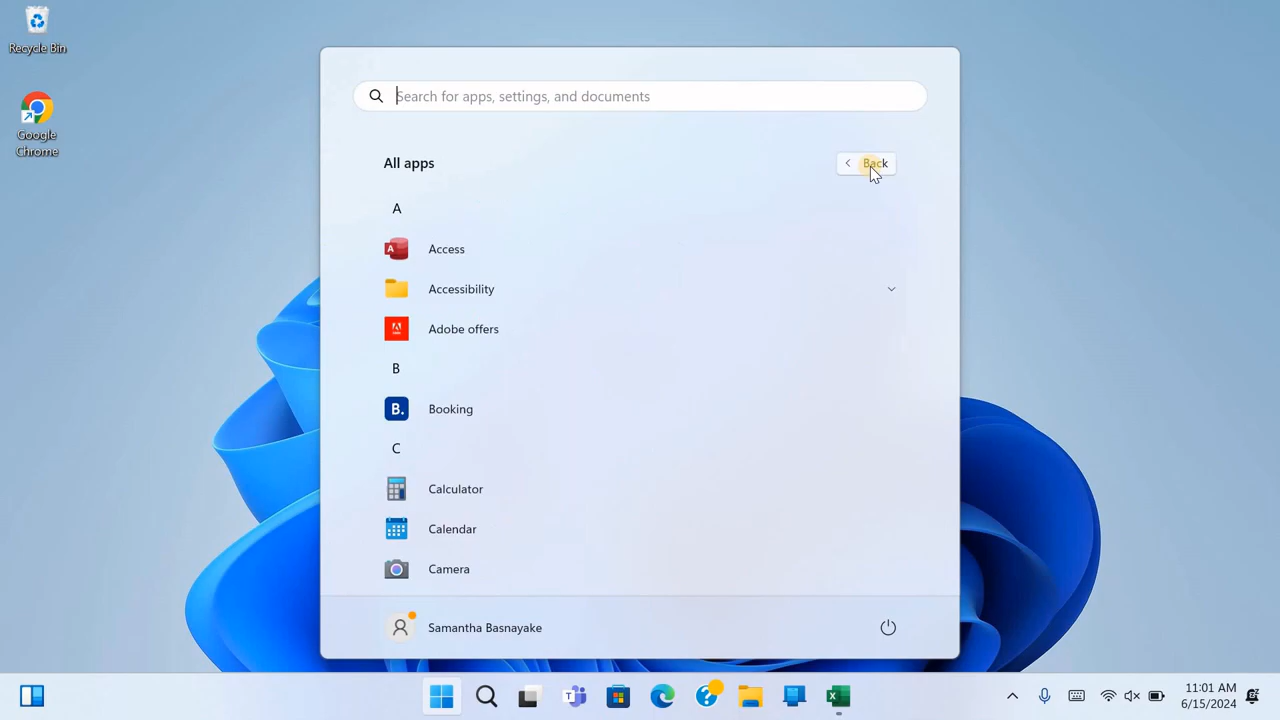 Recycle Bin
Google
Chrome
Search for apps, settings, and documents
All apps
Back
A
A
Access
Accessibility
Adobe offers
B
B.
Booking
C
Calculator
Calendar
Camera
Samantha Basnayake
11:01 AM
6/15/2024